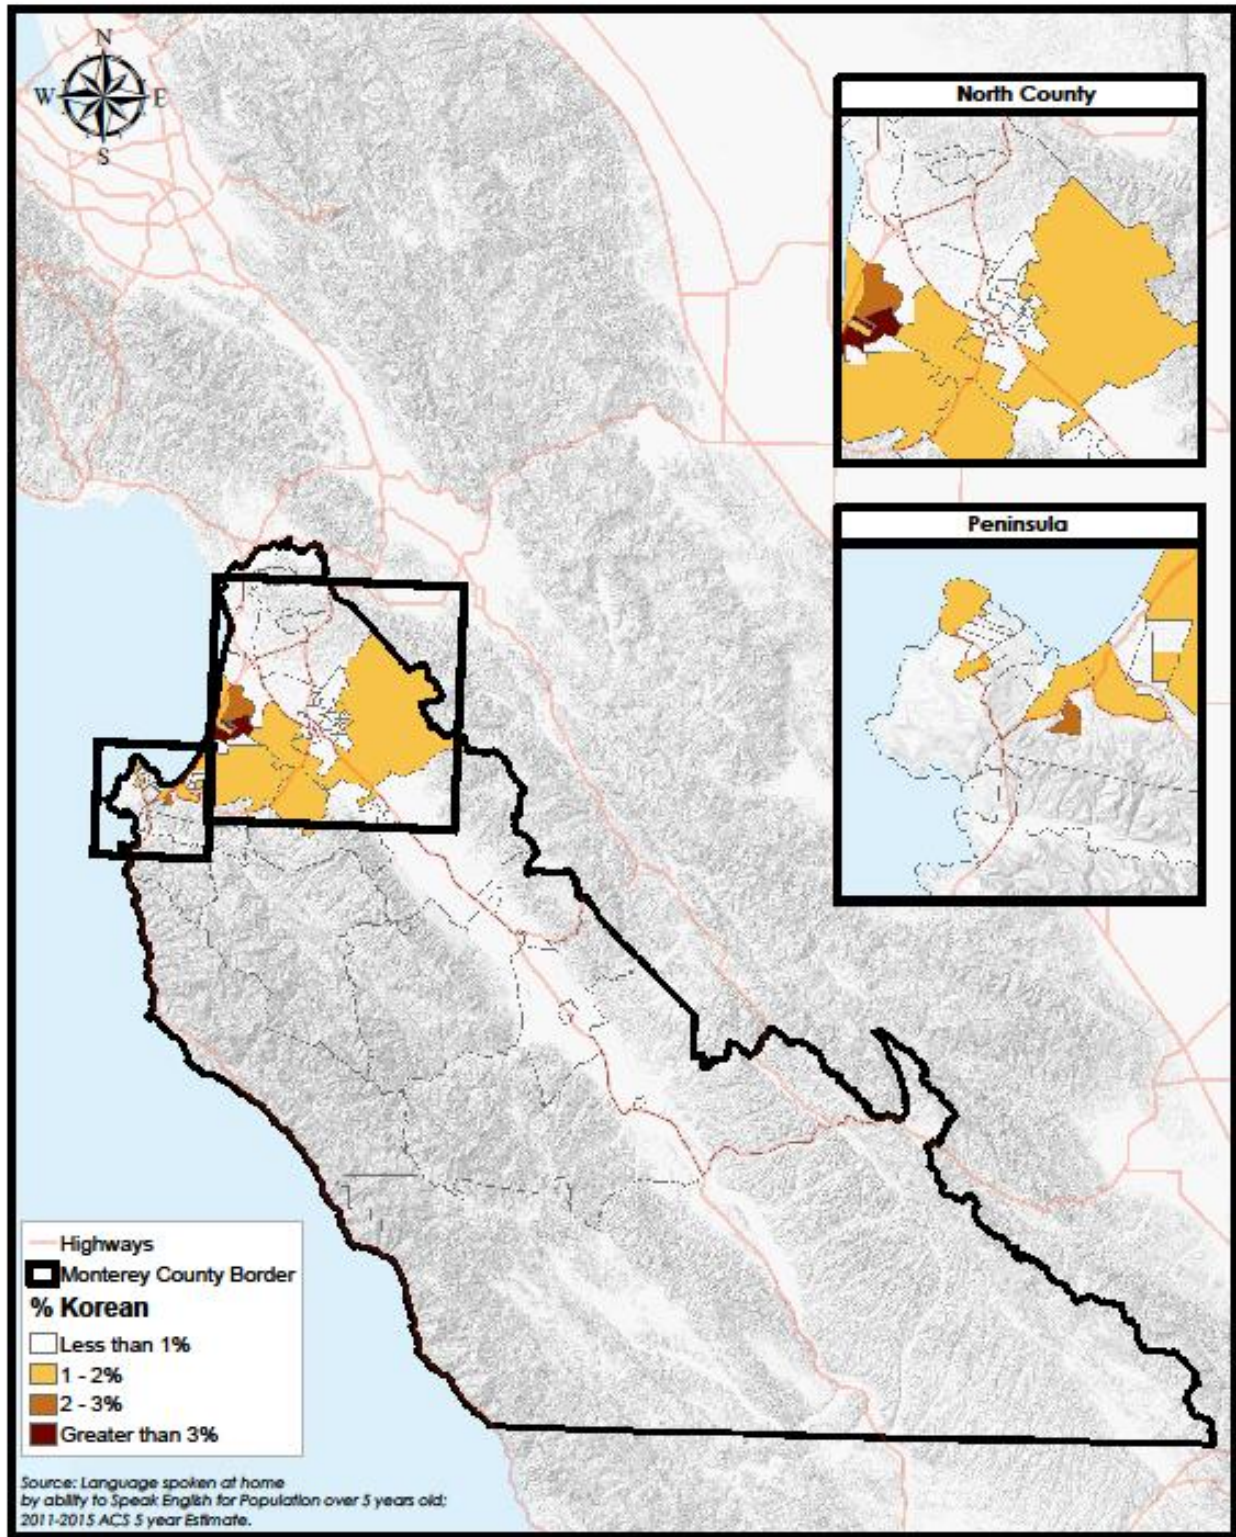 N
W E
S
North County
Peninsula
Highways
Monterey County Border
% Korean
Less than 1%
1 - 2%
2 - 3%
Greater than 3%
Source: Language spoken at home
by ability to Speak English for Population over 5 years old;
2011-2015 ACS 5 year Estimate.